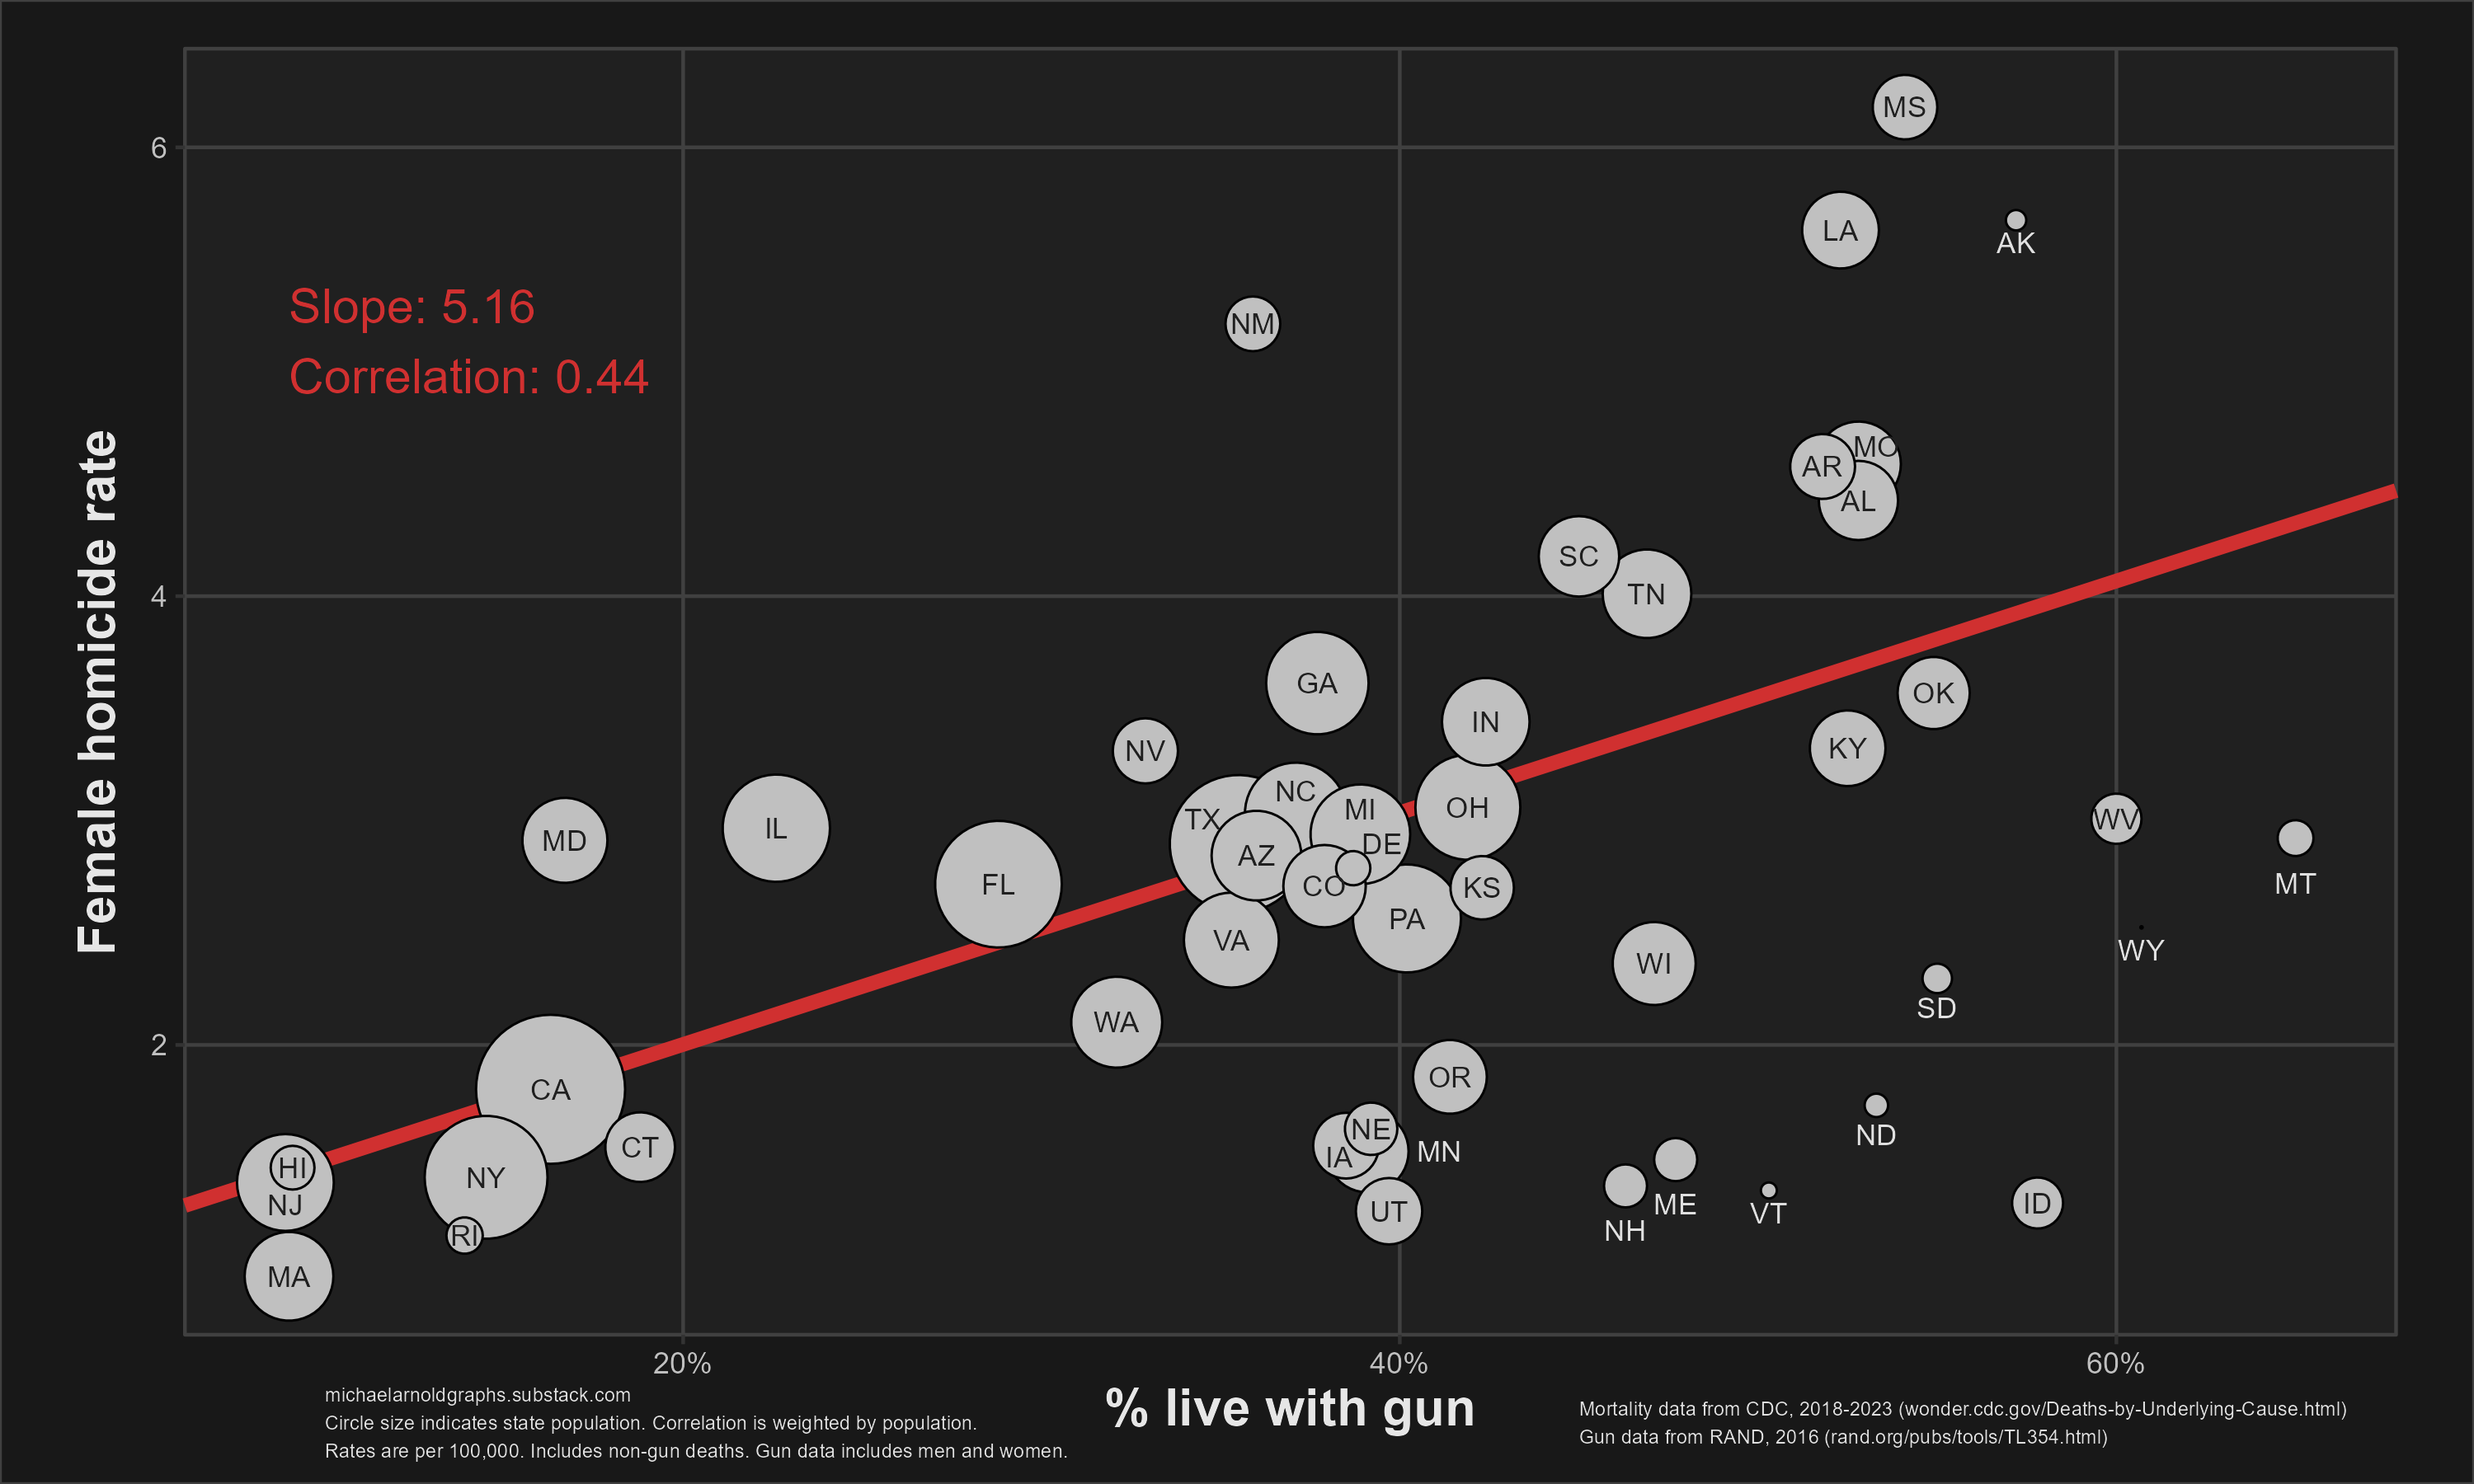 MS
6
LA
AK
Slope: 5.16
NM
Correlation: 0.44
MO
AR
AL
SC
4
TN
Female homicide rate
GA
OK
IN
KY
NV
NC
OH
MI
TX
WV
IL
MD
DE
AZ
MT
FL
CO
KS
PA
VA
WY
WI
SD
WA
2
OR
CA
NE
ND
CT
MN
IA
HI
NY
ID
NJ
ME
UT
VT
NH
RI
MA
20%
40%
60%
% live with gun
michaelarnoldgraphs.substack.com
Circle size indicates state population. Correlation is weighted by population.
Rates are per 100,000. Includes non-gun deaths. Gun data includes men and women.
Mortality data from CDC, 2018-2023 (wonder.cdc.gov/Deaths-by-Underlying-Cause.html)
Gun data from RAND, 2016 (rand.org/pubs/tools/TL354.html)